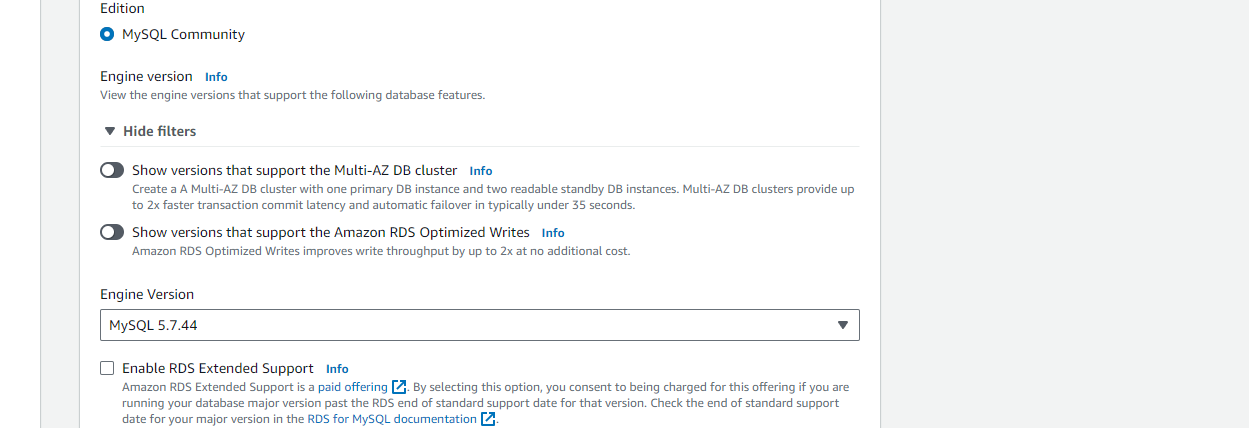 Edition
MySQL Community
Engine version Info
View the engine versions that support the following database features.
Hide filters
Show versions that support the Multi-AZ DB cluster Info
Create a A Multi-AZ DB cluster with one primary DB instance and two readable standby DB instances. Multi-AZ DB clusters provide up
to 2x faster transaction commit latency and automatic failover in typically under 35 seconds.
Show versions that support the Amazon RDS Optimized Writes Info
Amazon RDS Optimized Writes improves write throughput by up to 2x at no additional cost.
Engine Version
MySQL 5.7.44
Enable RDS Extended Support Info
Amazon RDS Extended Support is a paid offering. By selecting this option, you consent to being charged for this offering if you are
running your database major version past the RDS end of standard support date for that version. Check the end of standard support
date for your major version in the RDS for MySQL documentation.